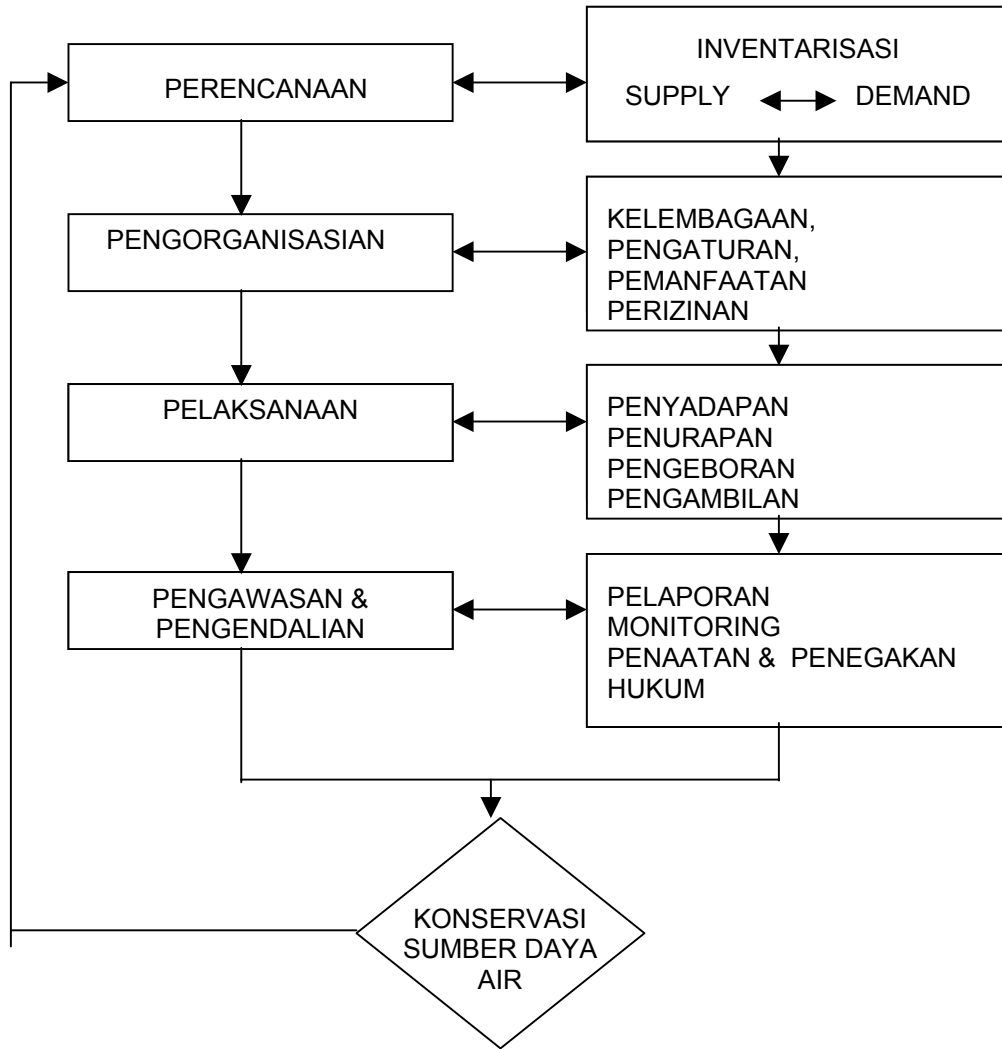 PERENCANAAN
INVENTARISASI
SUPPLY DEMAND
PENGORGANISASIAN
KELEMBAGAAN,
PENGATURAN,
PEMANFAATAN
PERIZINAN
PELAKSANAAN
PENYADAPAN
PENURAPAN
PENGEBORAN
PENGAMBILAN
PENGAWASAN &
PENGENDALIAN
PELAPORAN
MONITORING
PENAATAN & PENEGAKAN
HUKUM
KONSERVASI
SUMBER DAYA
AIR